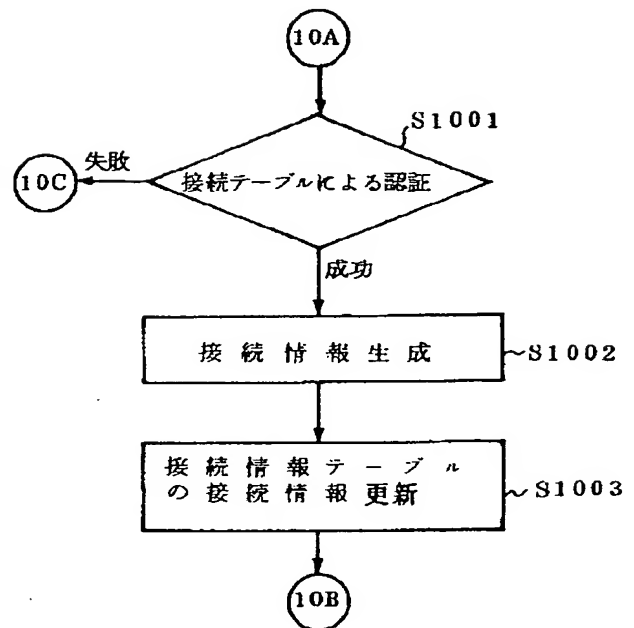 10A
S1001
失敗
10C
接続テーブルによる認証
成功
接続情報生成
S1002
接続情報テーブル
の接続情報更新
S1003
10B